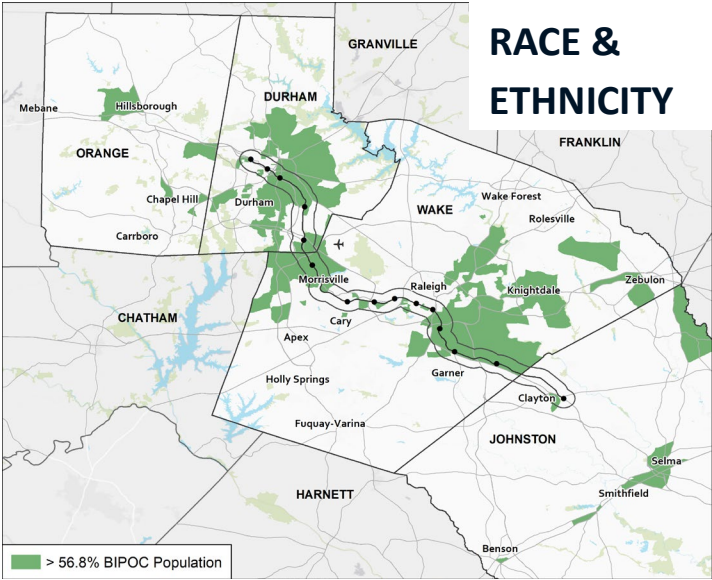 RACE &
ETHNICITY
GRANVILLE
DURHAM
Mebane
Hillsborough
FRANKLIN
ORANGE
Chapel Hill
Durham
Wake Forest
WAKE
Rolesville
Carrboro
Morrisville
Raleigh
Knightdale
Zebulon
CHATHAM
Cary
Apex
Garner
Holly Springs
Clayton
Fuquay-Varina
JOHNSTON
Selma
HARNETT
Smithfield
Benson
> 56.8% BIPOC Population